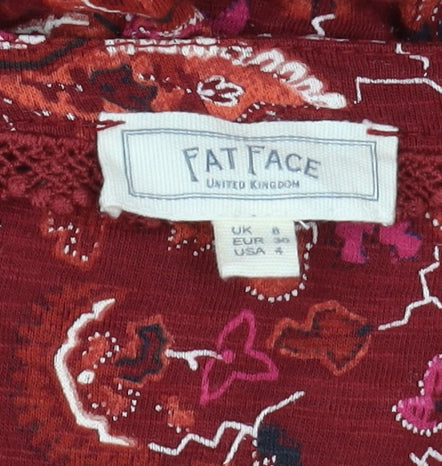 FAT FACE
UNITED KINGDOM
UK 8
EUR 36
USA 4